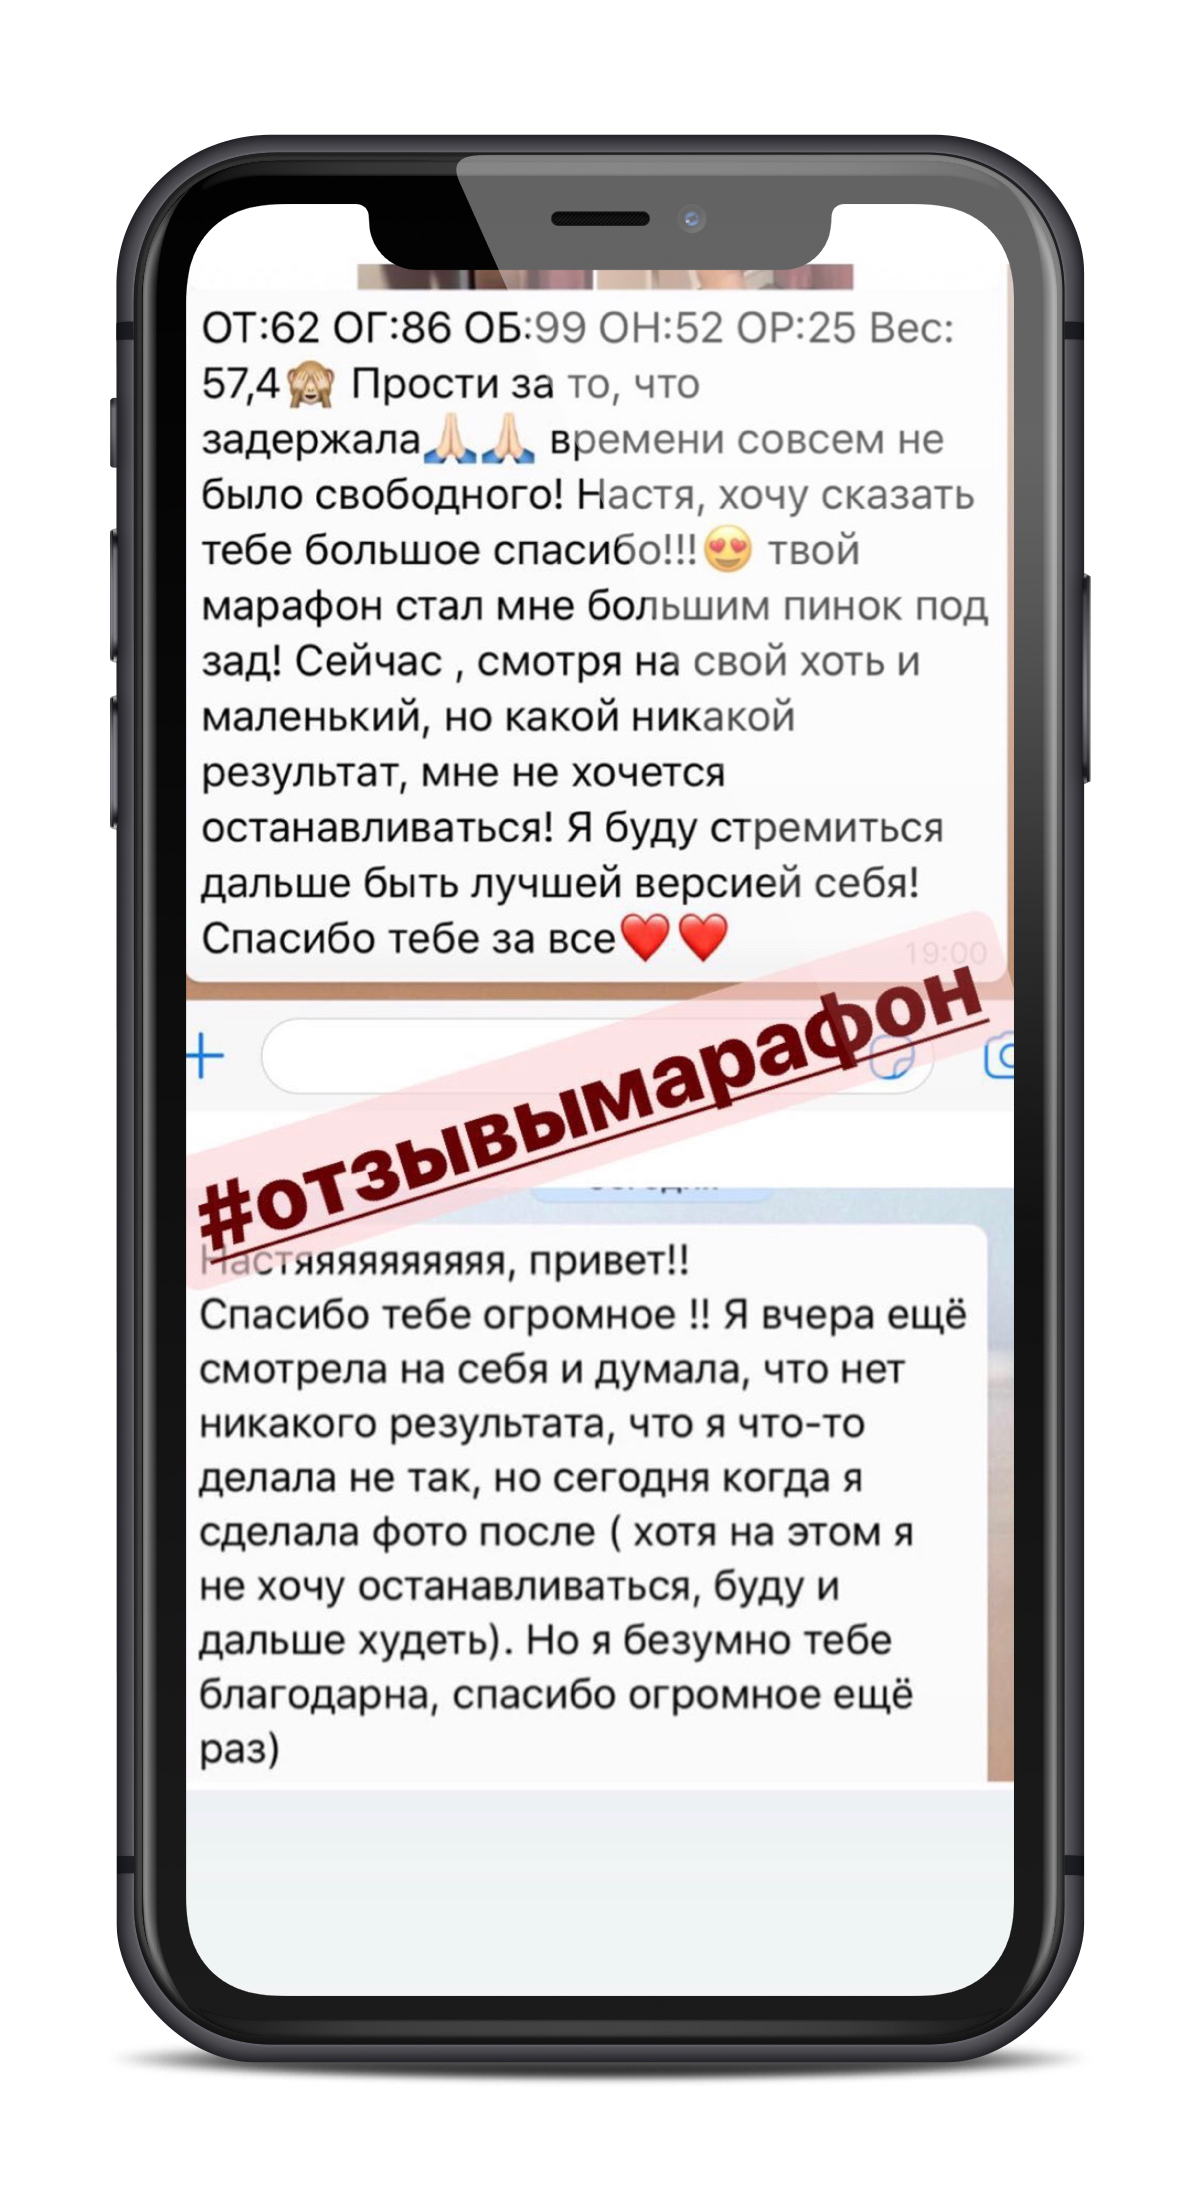 ОТ:62 ОГ:86 ОБ:99 ОН:52 ОР:25 Вес:
57,4🙈 Прости за то, что
задержала🙏🏻🙏🏻 времени совсем не
было свободного! Настя, хочу сказать
тебе большое спасибо!!!😍 твой
марафон стал мне большим пинок под
зад! Сейчас , смотря на свой хоть и
маленький, но какой никакой
результат, мне не хочется
останавливаться! Я буду стремиться
дальше быть лучшей версией себя!
Спасибо тебе за все❤️❤️
19:00
#отзывымарафон
Сегодня
Настяяяяяяяяяя, привет!!
Спасибо тебе огромное !! Я вчера ещё
смотрела на себя и думала, что нет
никакого результата, что я что-то
делала не так, но сегодня когда я
сделала фото после ( хотя на этом я
не хочу останавливаться, буду и
дальше худеть). Но я безумно тебе
благодарна, спасибо огромное ещё
раз)